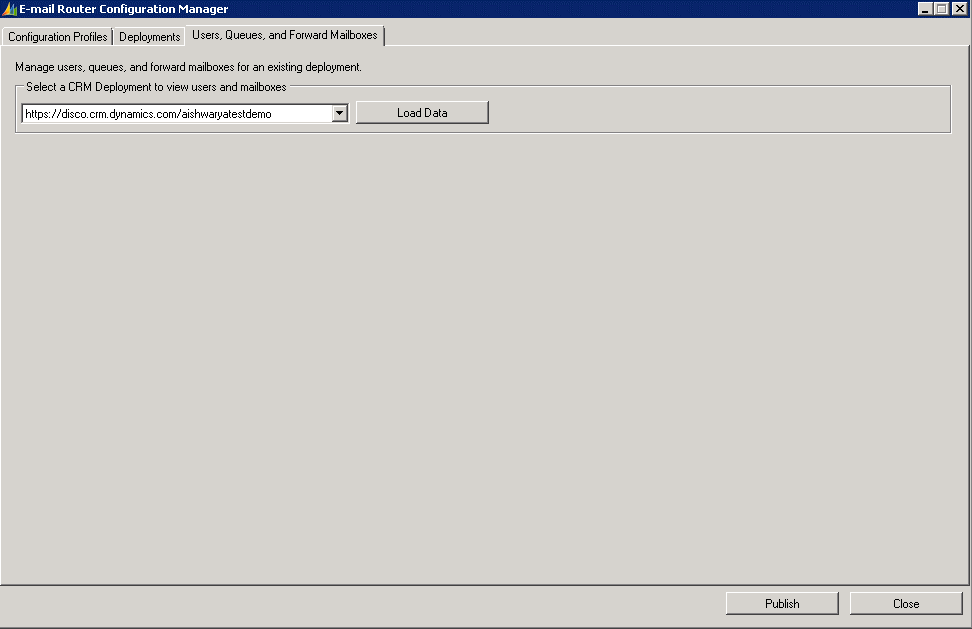 E-mail Router Configuration Manager
Configuration Profiles Deployments Users, Queues, and Forward Mailboxes
Manage users, queues, and forward mailboxes for an existing deployment.
Select a CRM Deployment to view users and mailboxes
https://disco.crm.dynamics.com/aishwaryatestdemo Load Data
Publish Close